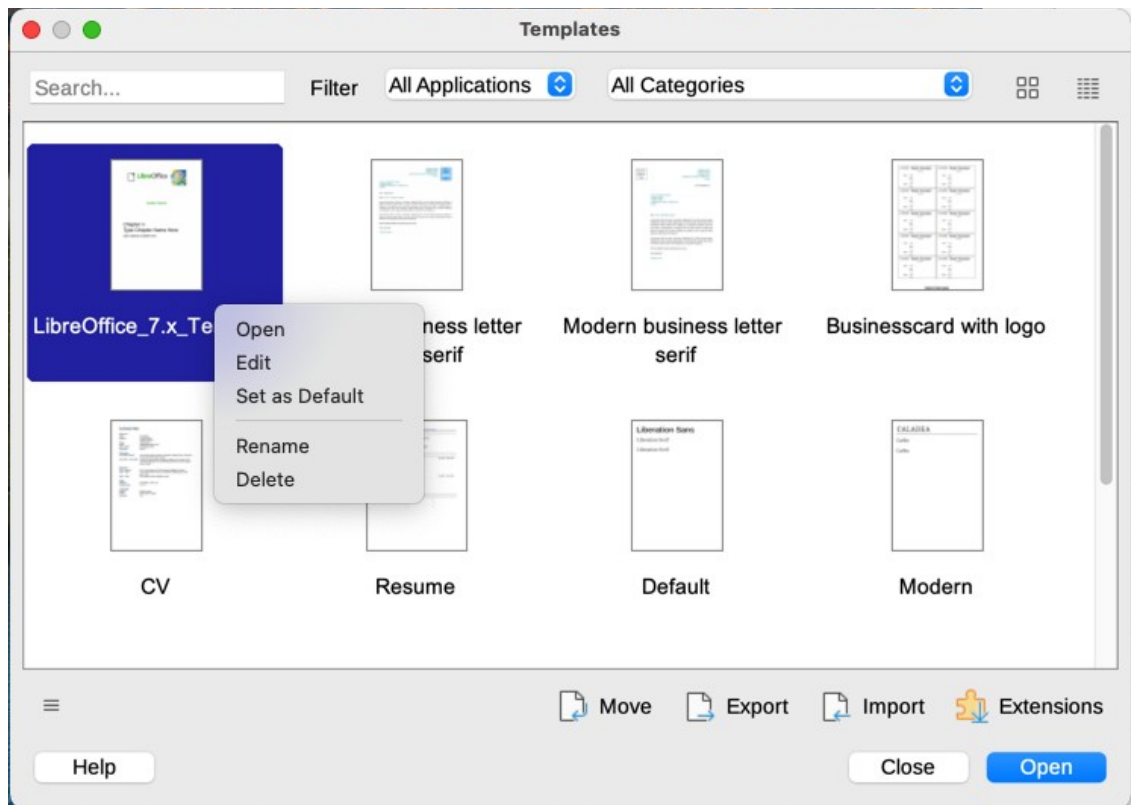 Templates
Search...
Filter
All Applications
All Categories
LibreOffice
LibreOffice_7.x_Te
ness letter
serif
Modern business letter
serif
Businesscard with logo
Open
Edit
Set as Default
Rename
Delete
Liberation Sans
Liberation Serif
Liberation Serif
CALADEA
Carlito
Carlito
CV
Resume
Default
Modern
Move
Export
Import
Extensions
Help
Close
Open